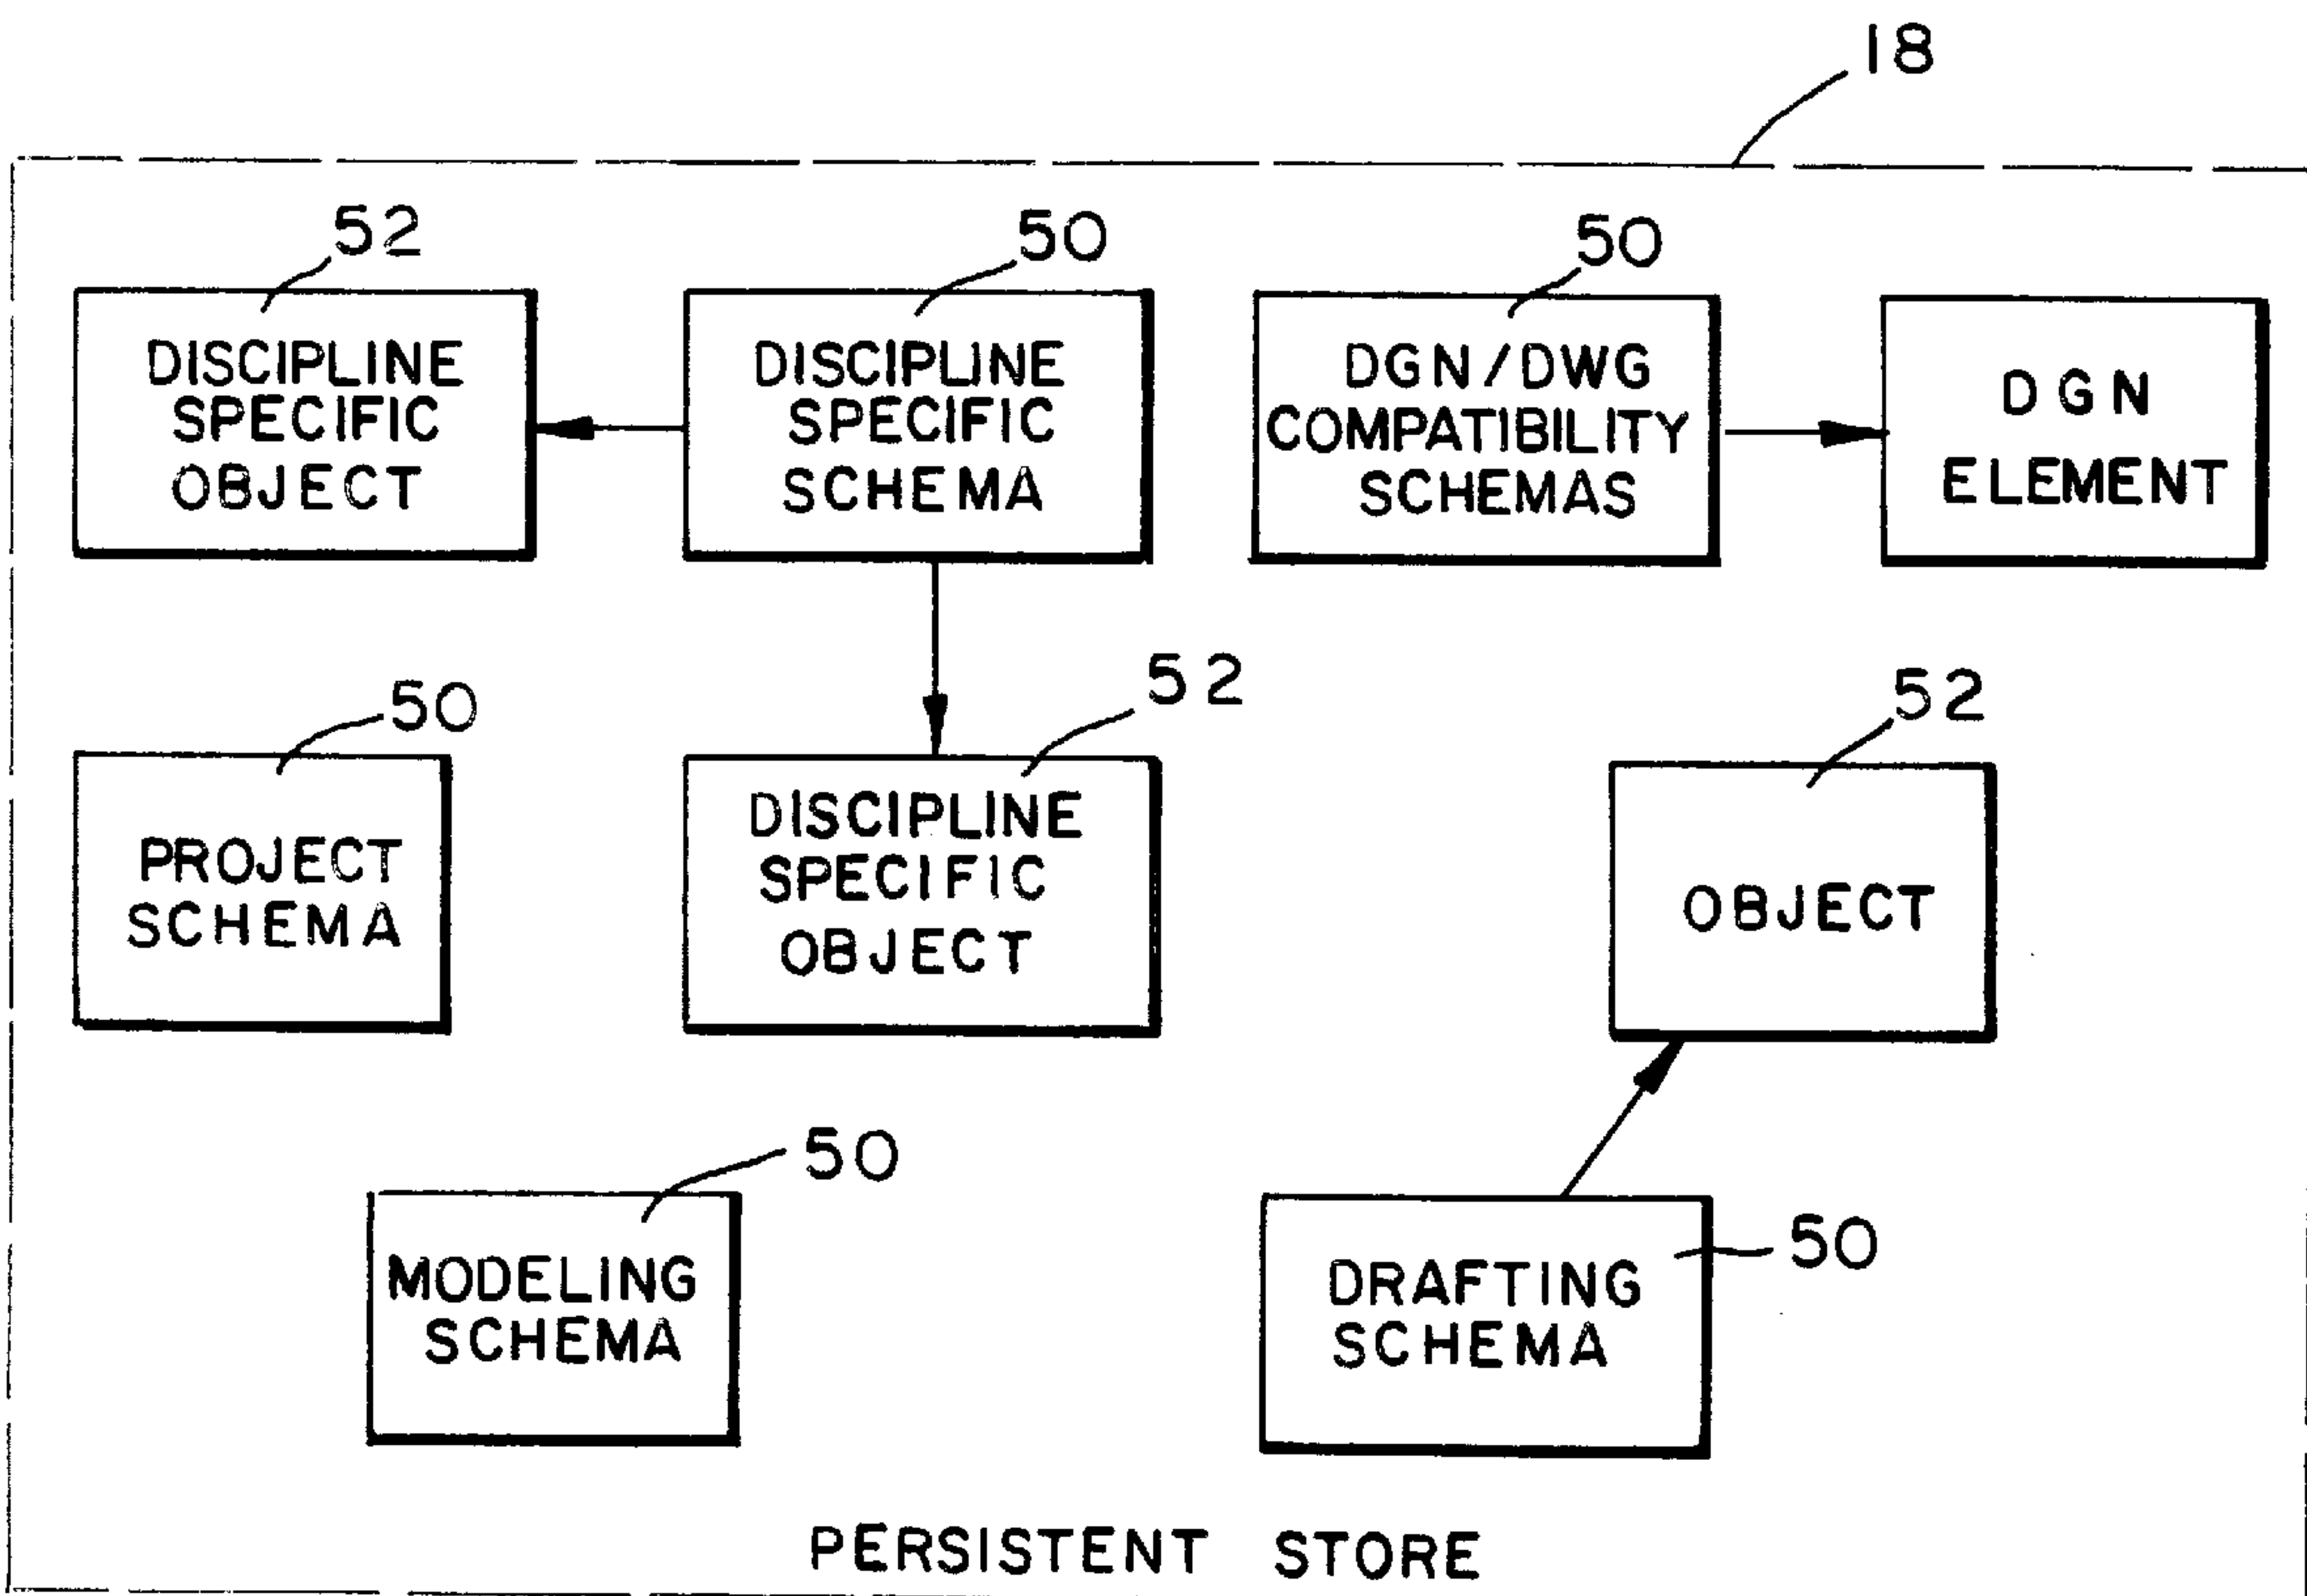 18
52
50
50
DISCIPLINE
SPECIFIC
OBJECT
DISCIPLINE
SPECIFIC
SCHEMA
DGN/DWG
COMPATIBILITY
SCHEMAS
DGN
ELEMENT
50
52
52
PROJECT
SCHEMA
DISCIPLINE
SPECIFIC
OBJECT
OBJECT
50
MODELING
SCHEMA
50
DRAFTING
SCHEMA
PERSISTENT STORE